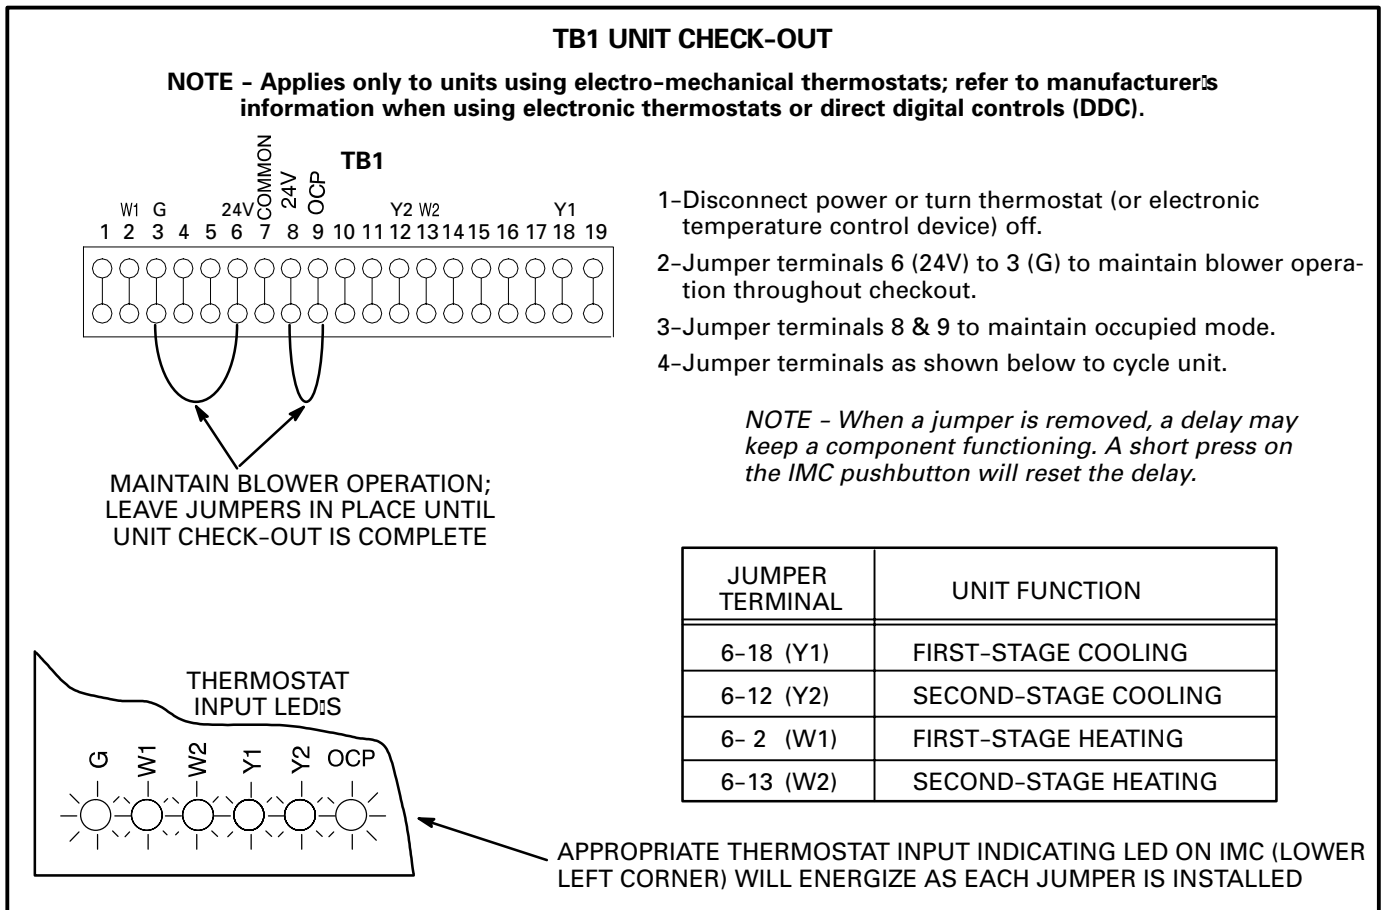 TB1 UNIT CHECK-OUT
NOTE - Applies only to units using electro-mechanical thermostats; refer to manufacturer▯s
information when using electronic thermostats or direct digital controls (DDC).
TB1
W1 G 24V COMMON 24V OCP Y2 W2 Y1
1 2 3 4 5 6 7 8 9 10 11 12 13 14 15 16 17 18 19
MAINTAIN BLOWER OPERATION;
LEAVE JUMPERS IN PLACE UNTIL
UNIT CHECK-OUT IS COMPLETE
1-Disconnect power or turn thermostat (or electronic
temperature control device) off.
2-Jumper terminals 6 (24V) to 3 (G) to maintain blower opera-
tion throughout checkout.
3-Jumper terminals 8 & 9 to maintain occupied mode.
4-Jumper terminals as shown below to cycle unit.
NOTE - When a jumper is removed, a delay may
keep a component functioning. A short press on
the IMC pushbutton will reset the delay.
JUMPER
TERMINAL
UNIT FUNCTION
6-18 (Y1) FIRST-STAGE COOLING
6-12 (Y2) SECOND-STAGE COOLING
6- 2 (W1) FIRST-STAGE HEATING
6-13 (W2) SECOND-STAGE HEATING
THERMOSTAT
INPUT LED▯S
G W1 W2 Y1 Y2 OCP
APPROPRIATE THERMOSTAT INPUT INDICATING LED ON IMC (LOWER
LEFT CORNER) WILL ENERGIZE AS EACH JUMPER IS INSTALLED